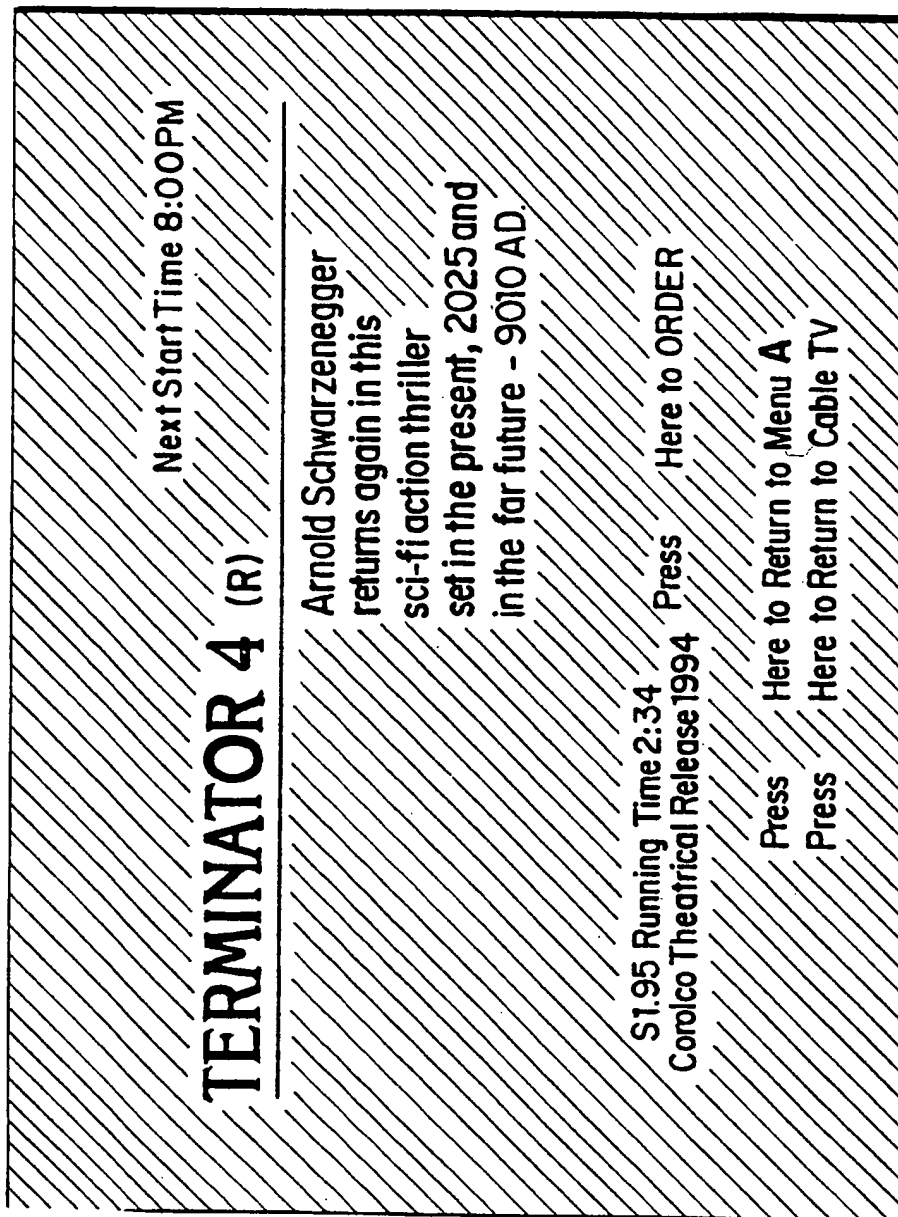 Next Start Time 8:00PM
TERMINATOR 4 (R)
Arnold Schwarzenegger
returns again in this
sci-fi action thriller
set in the present, 2025 and
in the far future - 9010 AD.
S1.95 Running Time 2:34
Corolco Theatrical Release 1994
Press Here to ORDER
Press Here to Return to Menu A
Press Here to Return to Cable TV